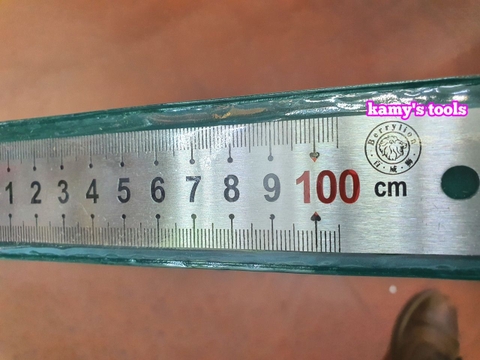 kamy's tools
Berrylion
1 2 3 4 5 6 7 8 9 100 cm